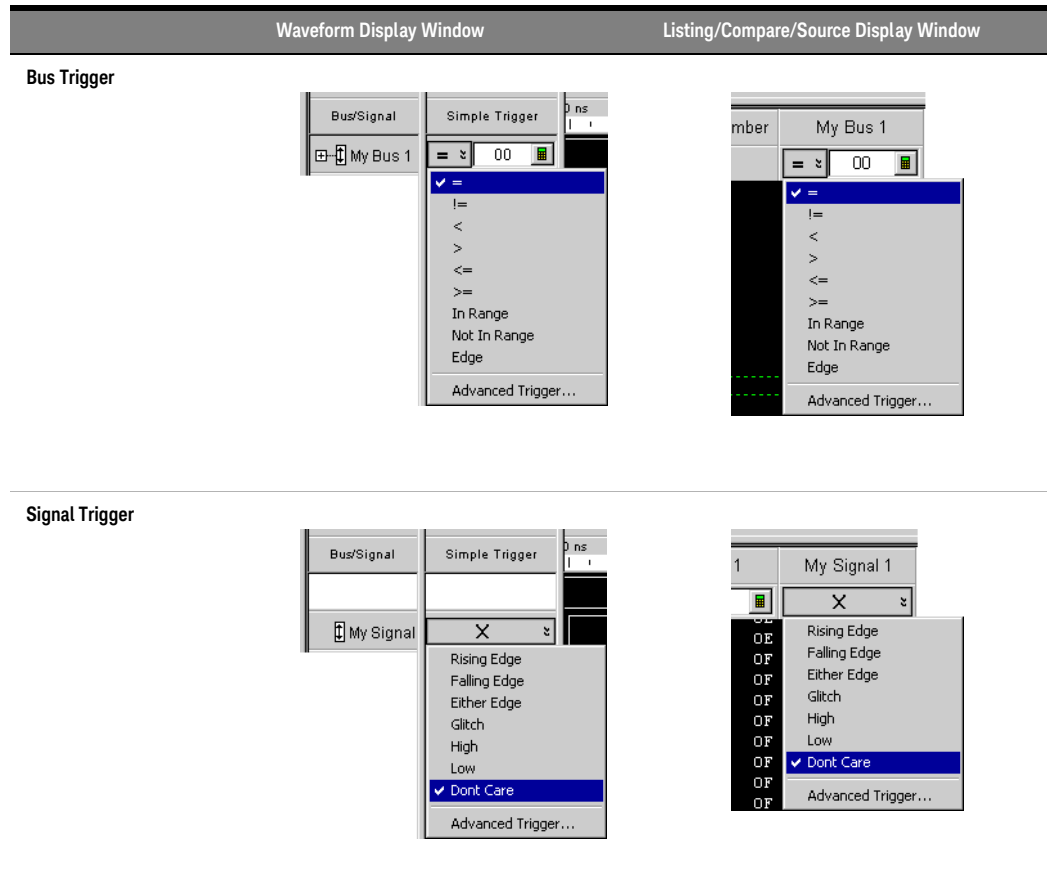 Waveform Display Window Listing/Compare/Source Display Window
Bus Trigger
Bus/Signal Simple Trigger 0 ns
My Bus 1 = 00
=
!=
<
>
<=
>=
In Range
Not In Range
Edge
Advanced Trigger...
mber My Bus 1
= 00
=
!=
<
>
<=
>=
In Range
Not In Range
Edge
Advanced Trigger...
Signal Trigger
Bus/Signal Simple Trigger 0 ns
My Signal X
Rising Edge
Falling Edge
Either Edge
Glitch
High
Low
Dont Care
Advanced Trigger...
1 My Signal 1
X
Rising Edge
Falling Edge
Either Edge
Glitch
High
Low
Dont Care
Advanced Trigger...
0E
0F
0F
0F
0F
0F
0F
0F
0F